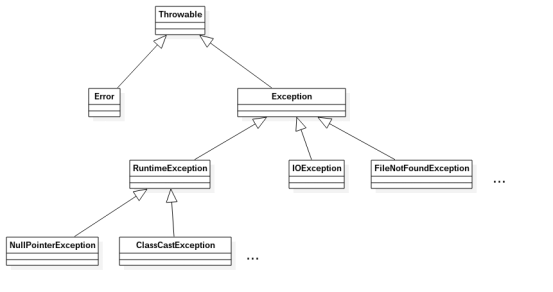 Throwable
Error
Exception
RuntimeException
IOException
FileNotFoundException
...
NullPointerException
ClassCastException
...